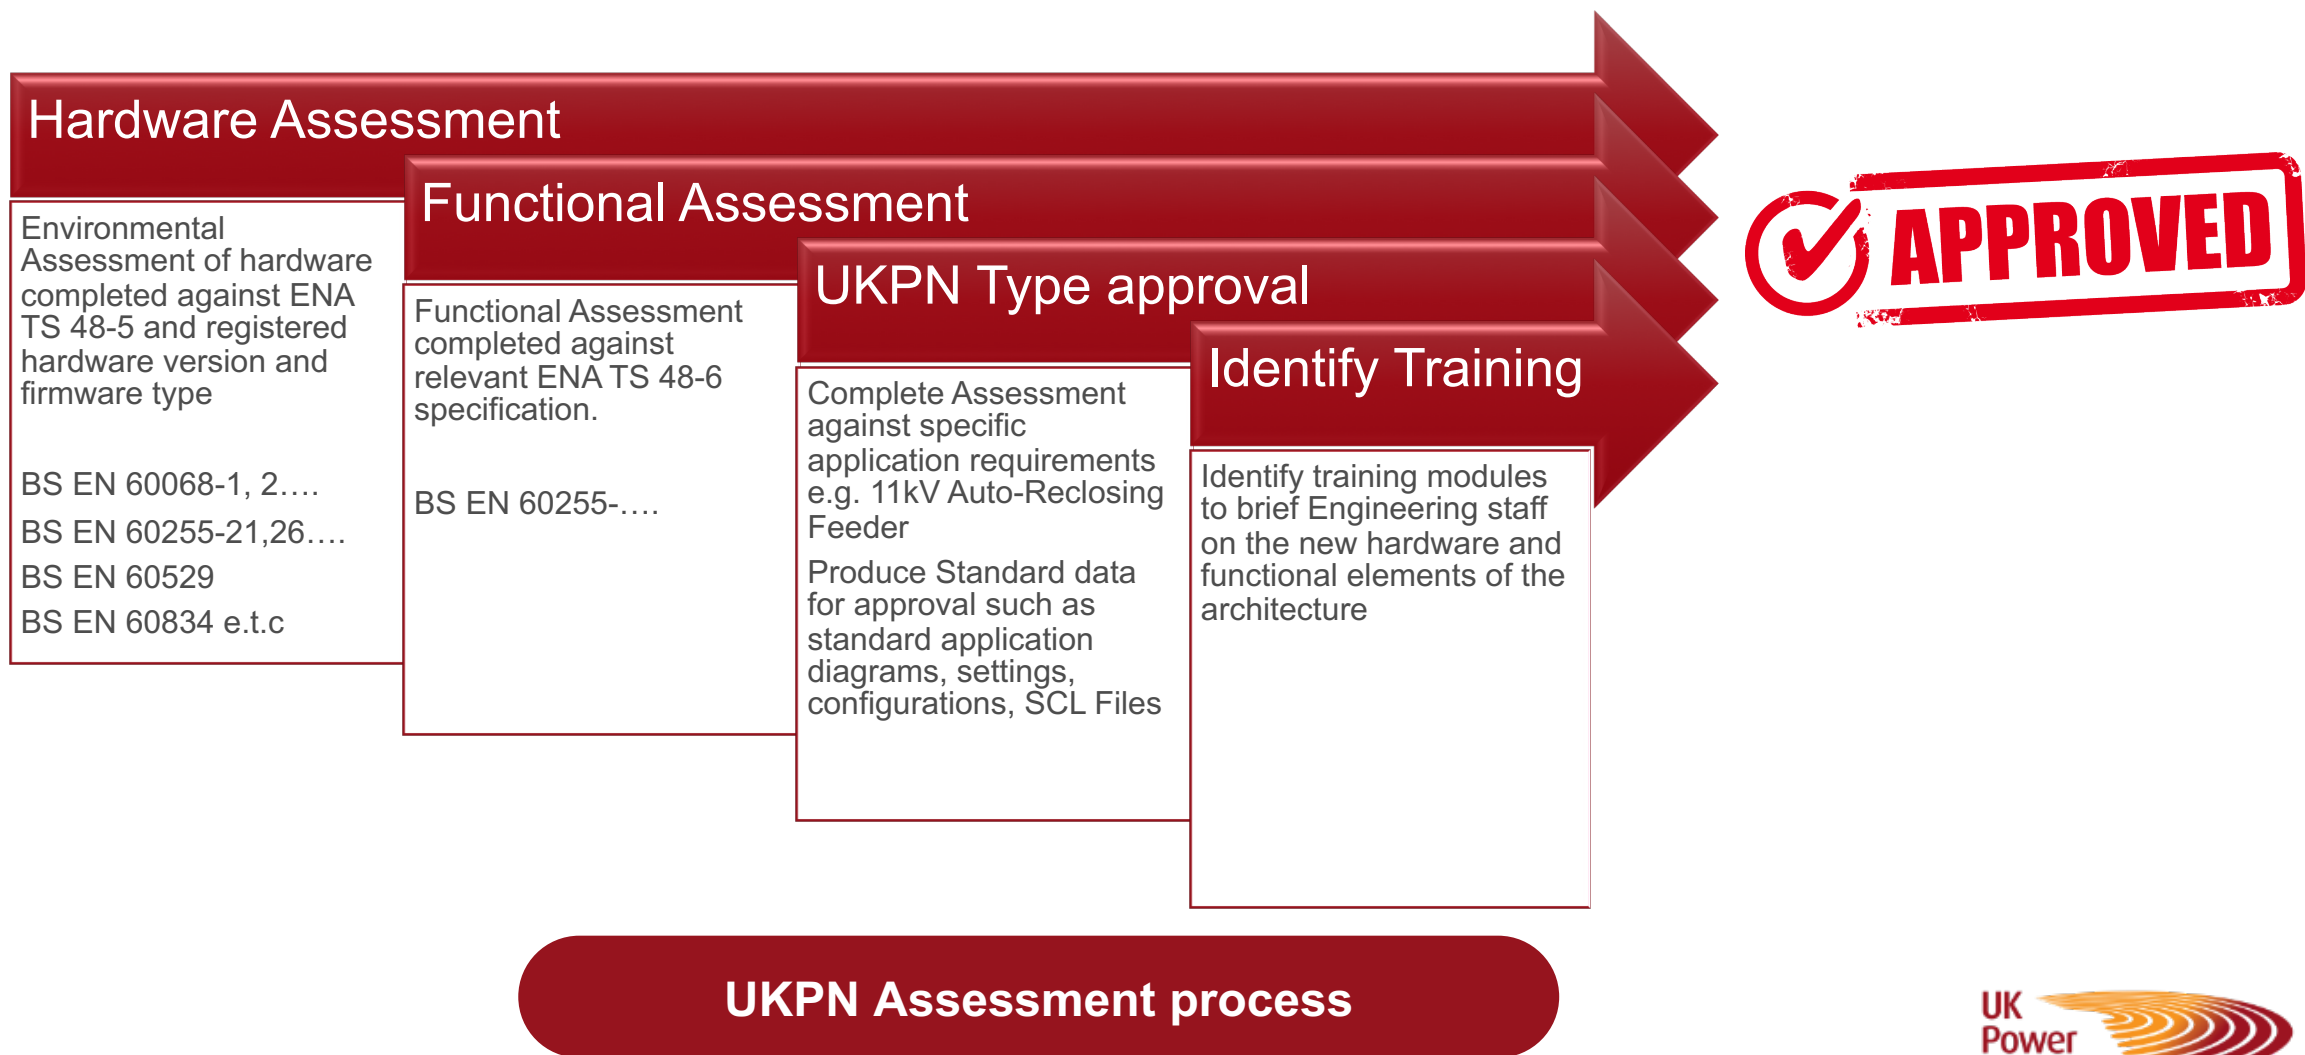 Hardware Assessment
Environmental
Assessment of hardware
completed against ENA
TS 48-5 and registered
hardware version and
firmware type
BS EN 60068-1, 2….
BS EN 60255-21,26….
BS EN 60529
BS EN 60834 e.t.c
Functional Assessment
Functional Assessment
completed against
relevant ENA TS 48-6
specification.
BS EN 60255-….
UKPN Type approval
Complete Assessment
against specific
application requirements
e.g. 11kV Auto-Reclosing
Feeder
Produce Standard data
for approval such as
standard application
diagrams, settings,
configurations, SCL Files
Identify Training
Identify training modules
to brief Engineering staff
on the new hardware and
functional elements of the
architecture
APPROVED
UKPN Assessment process
UK
Power